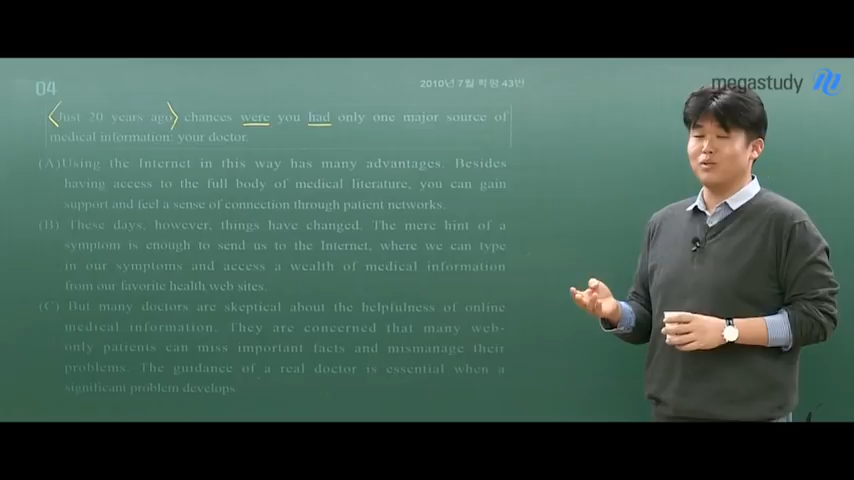 megastudy
04
2010년 7월 학평 43번
Just 20 years ago, chances were you had only one major source of
medical information: your doctor.
(A) Using the Internet in this way has many advantages. Besides
having access to the full body of medical literature, you can gain
support and feel a sense of connection through patient networks.
(B) These days, however, things have changed. The mere hint of a
symptom is enough to send us to the Internet, where we can type
in our symptoms and access a wealth of medical information
from our favorite health web sites.
(C) But many doctors are skeptical about the helpfulness of online
medical information. They are concerned that many web-
only patients can miss important facts and mismanage their
problems. The guidance of a real doctor is essential when a
significant problem develops.